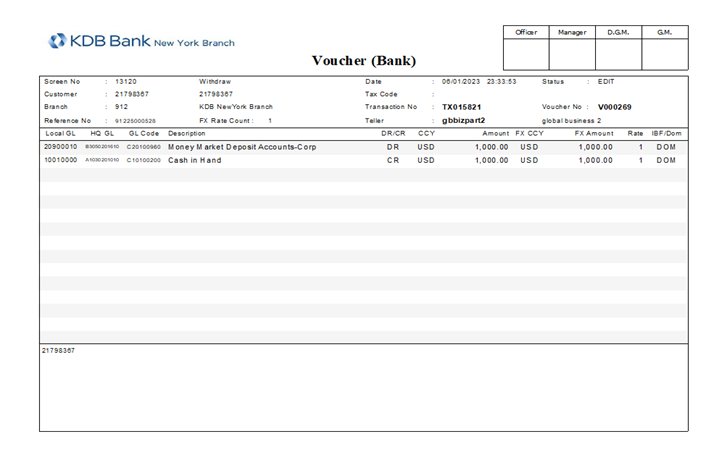 KDB Bank New York Branch
Officer Manager D.G.M. G.M.
Voucher (Bank)
Screen No : 13120 Withdraw Date : 06/01/2023 23:33:53 Status : EDIT
Customer : 21798367 21798367 Tax Code :
Branch : 912 KDB NewYork Branch Transaction No : TX015821 Voucher No : V000269
Reference No : 91225000528 FX Rate Count : 1 Teller : gbbizpart2 global business 2
Local GL HQ GL GL Code Description DR/CR CCY Amount FX CCY FX Amount Rate IBF/Dom
20900010 B3050201610 C20100980 Money Market Deposit Accounts-Corp DR USD 1,000.00 USD 1,000.00 1 DOM
10010000 A1030201010 C10100200 Cash in Hand CR USD 1,000.00 USD 1,000.00 1 DOM
21798367